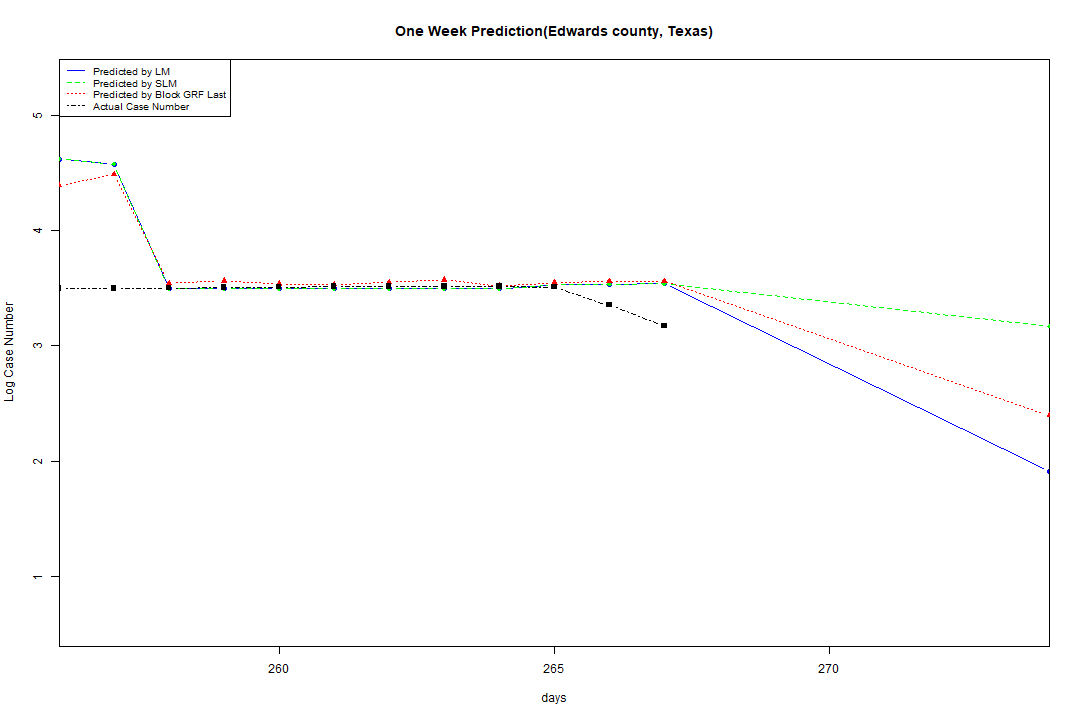 One Week Prediction(Edwards county, Texas)
Predicted by LM
Predicted by SLM
Predicted by Block GRF Last
Actual Case Number
5
4
3
2
1
Log Case Number
260 265 270
days